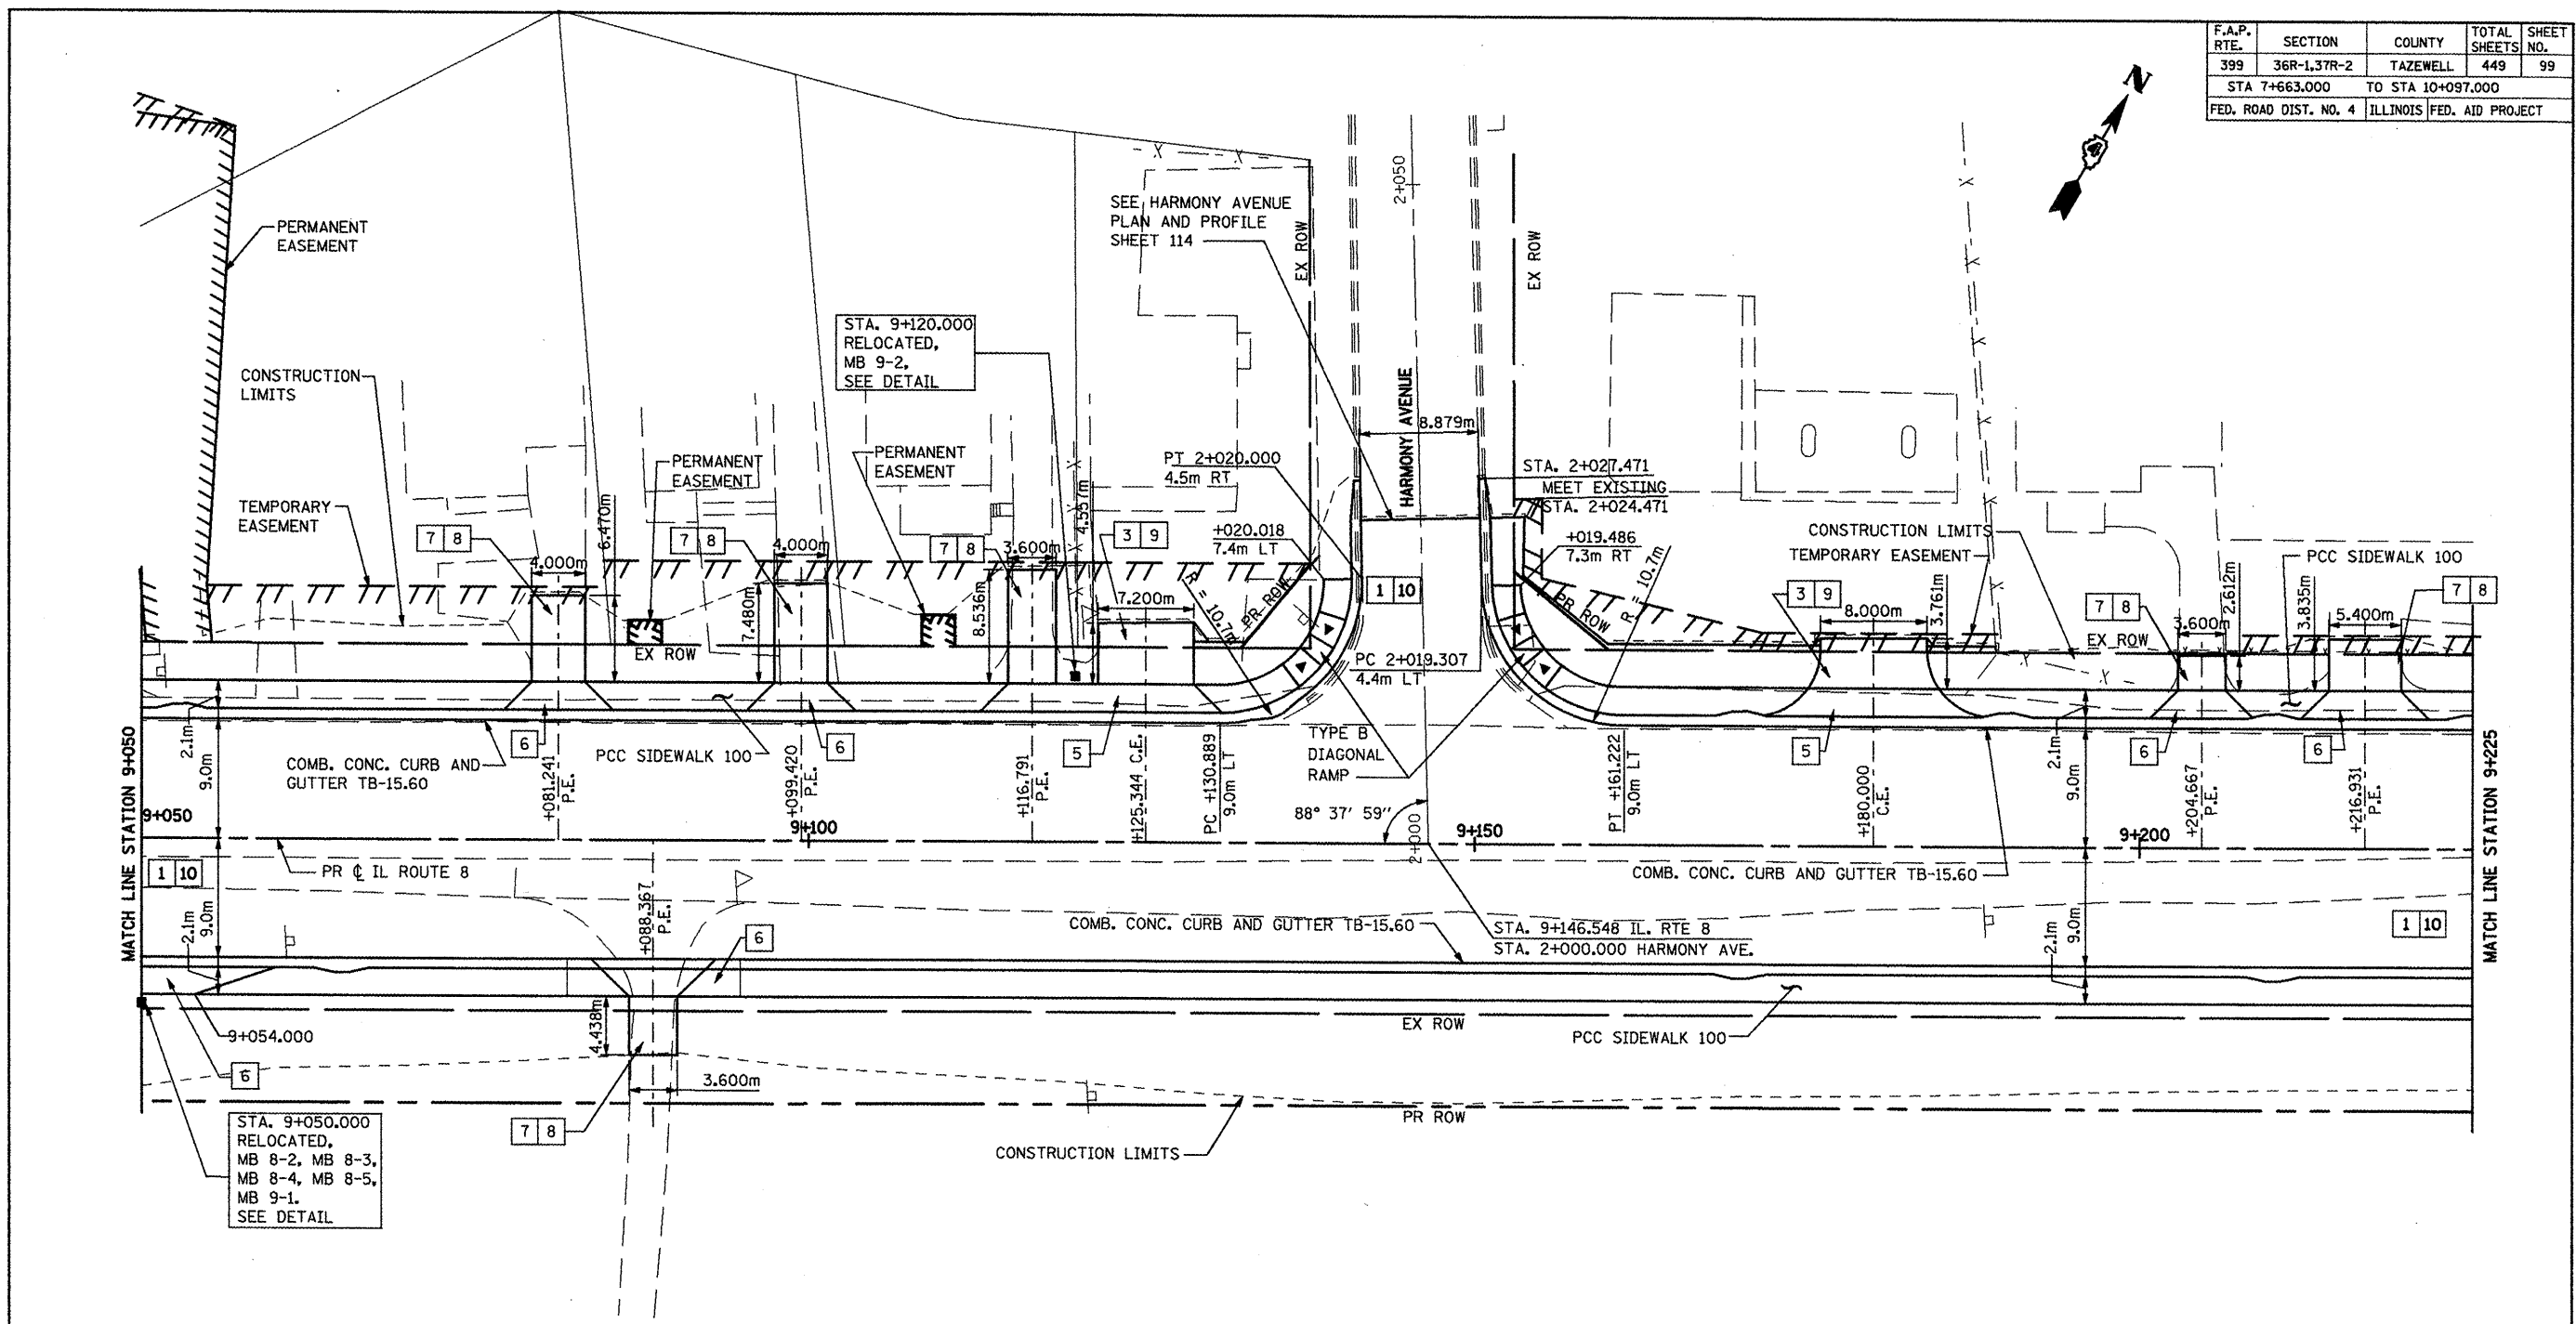 F.A.P. RTE. SECTION COUNTY TOTAL SHEETS SHEET NO.
399 36R-1,37R-2 TAZEWELL 449 99
STA 7+663.000 TO STA 10+097.000
FED. ROAD DIST. NO. 4 ILLINOIS FED. AID PROJECT
N
PERMANENT
EASEMENT
SEE HARMONY AVENUE
PLAN AND PROFILE
SHEET 114
2+050
EX ROW
EX ROW
STA. 9+120.000
RELOCATED,
MB 9-2,
SEE DETAIL
CONSTRUCTION
LIMITS
HARMONY AVENUE
8.879m
PERMANENT
EASEMENT
PERMANENT
EASEMENT
PT 2+020.000
4.5m RT
STA. 2+027.471
MEET EXISTING
STA. 2+024.471
TEMPORARY
EASEMENT
7 8
4.000m
6.470m
7 8
4.000m
7.480m
7 8
3.600m
8.536m
4.557m
3 9
7.200m
+020.018
7.4m LT
R = 10.7m
PR ROW
1 10
+019.486
7.3m RT
PR ROW
R = 10.7m
CONSTRUCTION LIMITS
TEMPORARY EASEMENT
3 9
8.000m
3.761m
PCC SIDEWALK 100
7 8
3.600m
2.612m
3.835m
5.400m
7 8
EX ROW
EX ROW
PC 2+019.307
4.4m LT
MATCH LINE STATION 9+050
2.1m
9.0m
COMB. CONC. CURB AND
GUTTER TB-15.60
6
PCC SIDEWALK 100
6
5
TYPE B
DIAGONAL
RAMP
5
2.1m
9.0m
6
6
MATCH LINE STATION 9+225
+081.241
P.E.
+099.420
P.E.
+116.791
P.E.
+125.344 C.E.
PC +130.889
9.0m LT
88° 37' 59"
PT +161.222
9.0m LT
+180.000
C.E.
+204.667
P.E.
+216.931
P.E.
9+050
9+100
2+000
9+150
9+200
1 10
PR ℄ IL ROUTE 8
COMB. CONC. CURB AND GUTTER TB-15.60
+088.367
P.E.
2.1m
9.0m
6
COMB. CONC. CURB AND GUTTER TB-15.60
STA. 9+146.548 IL. RTE 8
STA. 2+000.000 HARMONY AVE.
2.1m
9.0m
1 10
9+054.000
6
4.438m
3.600m
EX ROW
PCC SIDEWALK 100
STA. 9+050.000
RELOCATED,
MB 8-2, MB 8-3,
MB 8-4, MB 8-5,
MB 9-1.
SEE DETAIL
7 8
PR ROW
CONSTRUCTION LIMITS